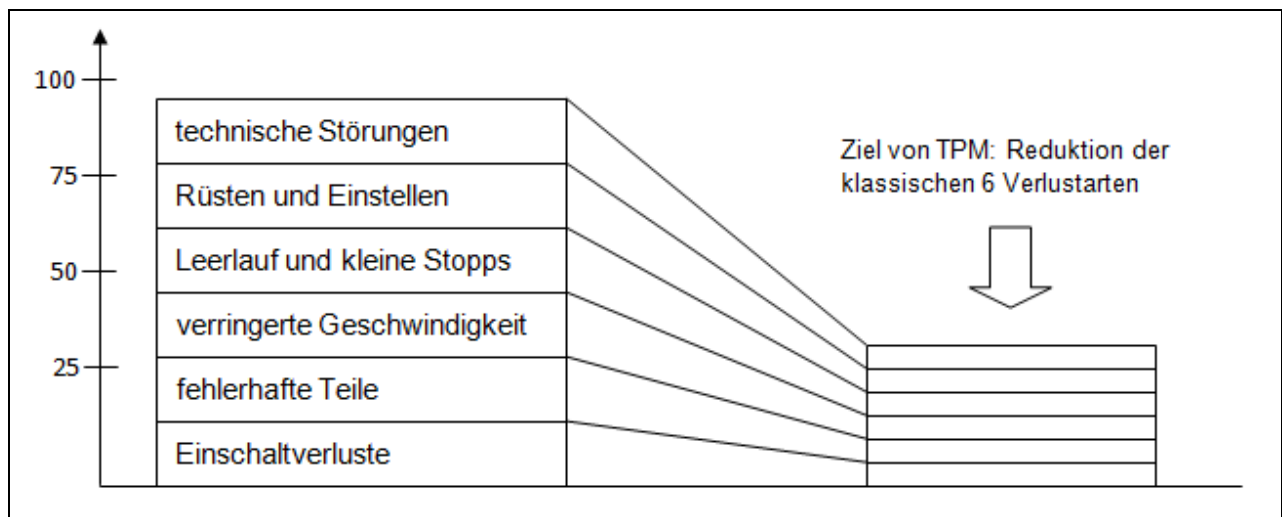 100
75
50
25
technische Störungen
Rüsten und Einstellen
Leerlauf und kleine Stopps
verringerte Geschwindigkeit
fehlerhafte Teile
Einschaltverluste
Ziel von TPM: Reduktion der
klassischen 6 Verlustarten